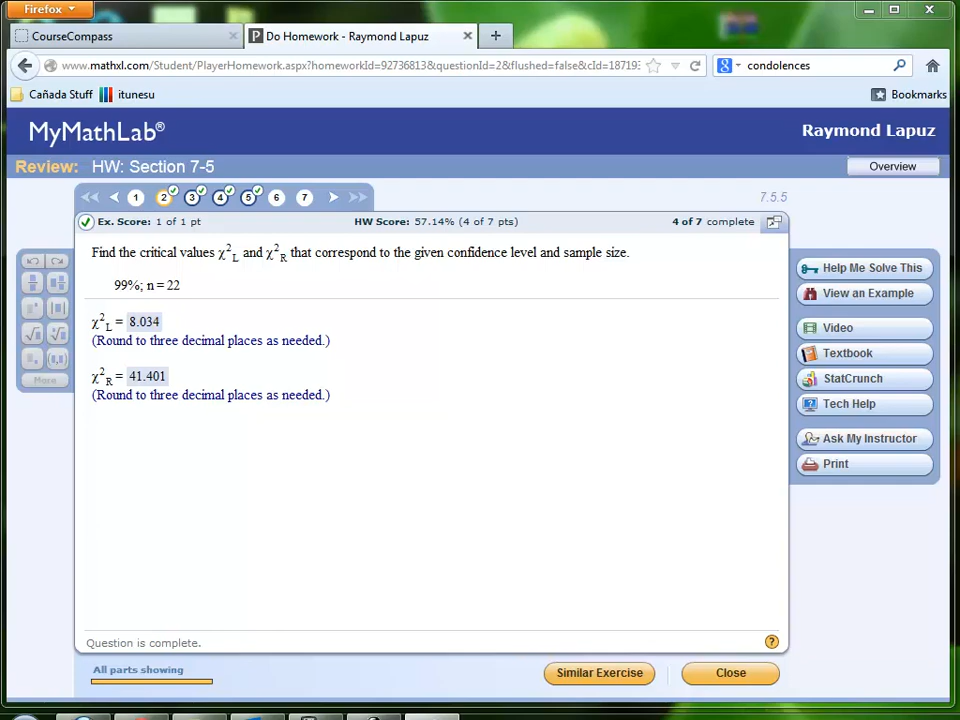 Firefox
CourseCompass
Do Homework - Raymond Lapuz
www.mathxl.com/Student/PlayerHomework.aspx?homeworkId=92736813&questionId=2&flushed=false&cId=18719
condolences
Cañada Stuff
itunesu
Bookmarks
MyMathLab®
Raymond Lapuz
Review: HW: Section 7-5
Overview
1 2 3 4 5 6 7
7.5.5
Ex. Score: 1 of 1 pt
HW Score: 57.14% (4 of 7 pts)
4 of 7 complete
Find the critical values χ²L and χ²R that correspond to the given confidence level and sample size.
99%; n = 22
χ²L = 8.034
(Round to three decimal places as needed.)
χ²R = 41.401
(Round to three decimal places as needed.)
More
Help Me Solve This
View an Example
Video
Textbook
StatCrunch
Tech Help
Ask My Instructor
Print
Question is complete.
?
All parts showing
Similar Exercise
Close